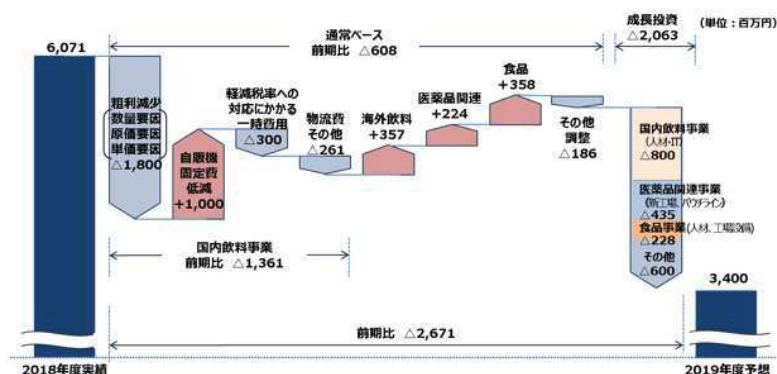 通常ベース
前期比 △608
成長投資
△2,063
(単位：百万円)
6,071
粗利減少
数量要因
原価要因
単価要因
△1,800
自販機
固定費
低減
+1,000
軽減税率への
対応にかかる
一時費用
△300
物流費
その他
△261
海外飲料
+357
医薬品関連
+224
食品
+358
その他
調整
△186
国内飲料事業
(人材・IT)
△800
医薬品関連事業
(新工場、パウチライン)
△435
食品事業(人材、工場設備)
△228
その他
△600
国内飲料事業
前期比 △1,361
3,400
前期比 △2,671
2018年度実績
2019年度予想